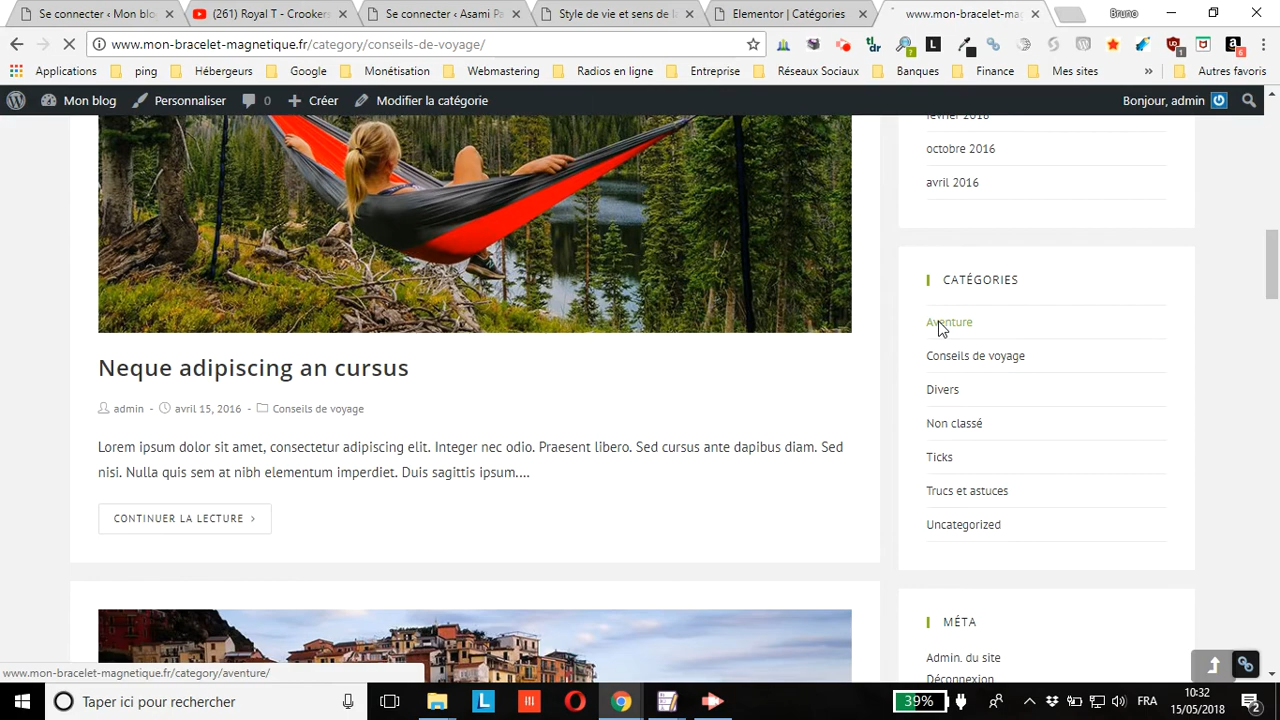 Se connecter ‹ Mon blo
(261) Royal T - Crookers
Se connecter ‹ Asami Pa
Style de vie et sens de la
Elementor | Catégories
www.mon-bracelet-ma
Bruno
www.mon-bracelet-magnetique.fr/category/conseils-de-voyage/
tldr
1
6
Applications
ping
Hébergeurs
Google
Monétisation
Webmastering
Radios en ligne
Entreprise
Réseaux Sociaux
Banques
Finance
Mes sites
»
Autres favoris
Mon blog
Personnaliser
0
Créer
Modifier la catégorie
Bonjour, admin
février 2018
octobre 2016
avril 2016
CATÉGORIES
Aventure
Conseils de voyage
Divers
Non classé
Ticks
Trucs et astuces
Uncategorized
Neque adipiscing an cursus
admin - avril 15, 2016 - Conseils de voyage
Lorem ipsum dolor sit amet, consectetur adipiscing elit. Integer nec odio. Praesent libero. Sed cursus ante dapibus diam. Sed
nisi. Nulla quis sem at nibh elementum imperdiet. Duis sagittis ipsum....
CONTINUER LA LECTURE >
MÉTA
Admin. du site
Déconnexion
www.mon-bracelet-magnetique.fr/category/aventure/
Taper ici pour rechercher
39%
FRA
10:32
15/05/2018
2